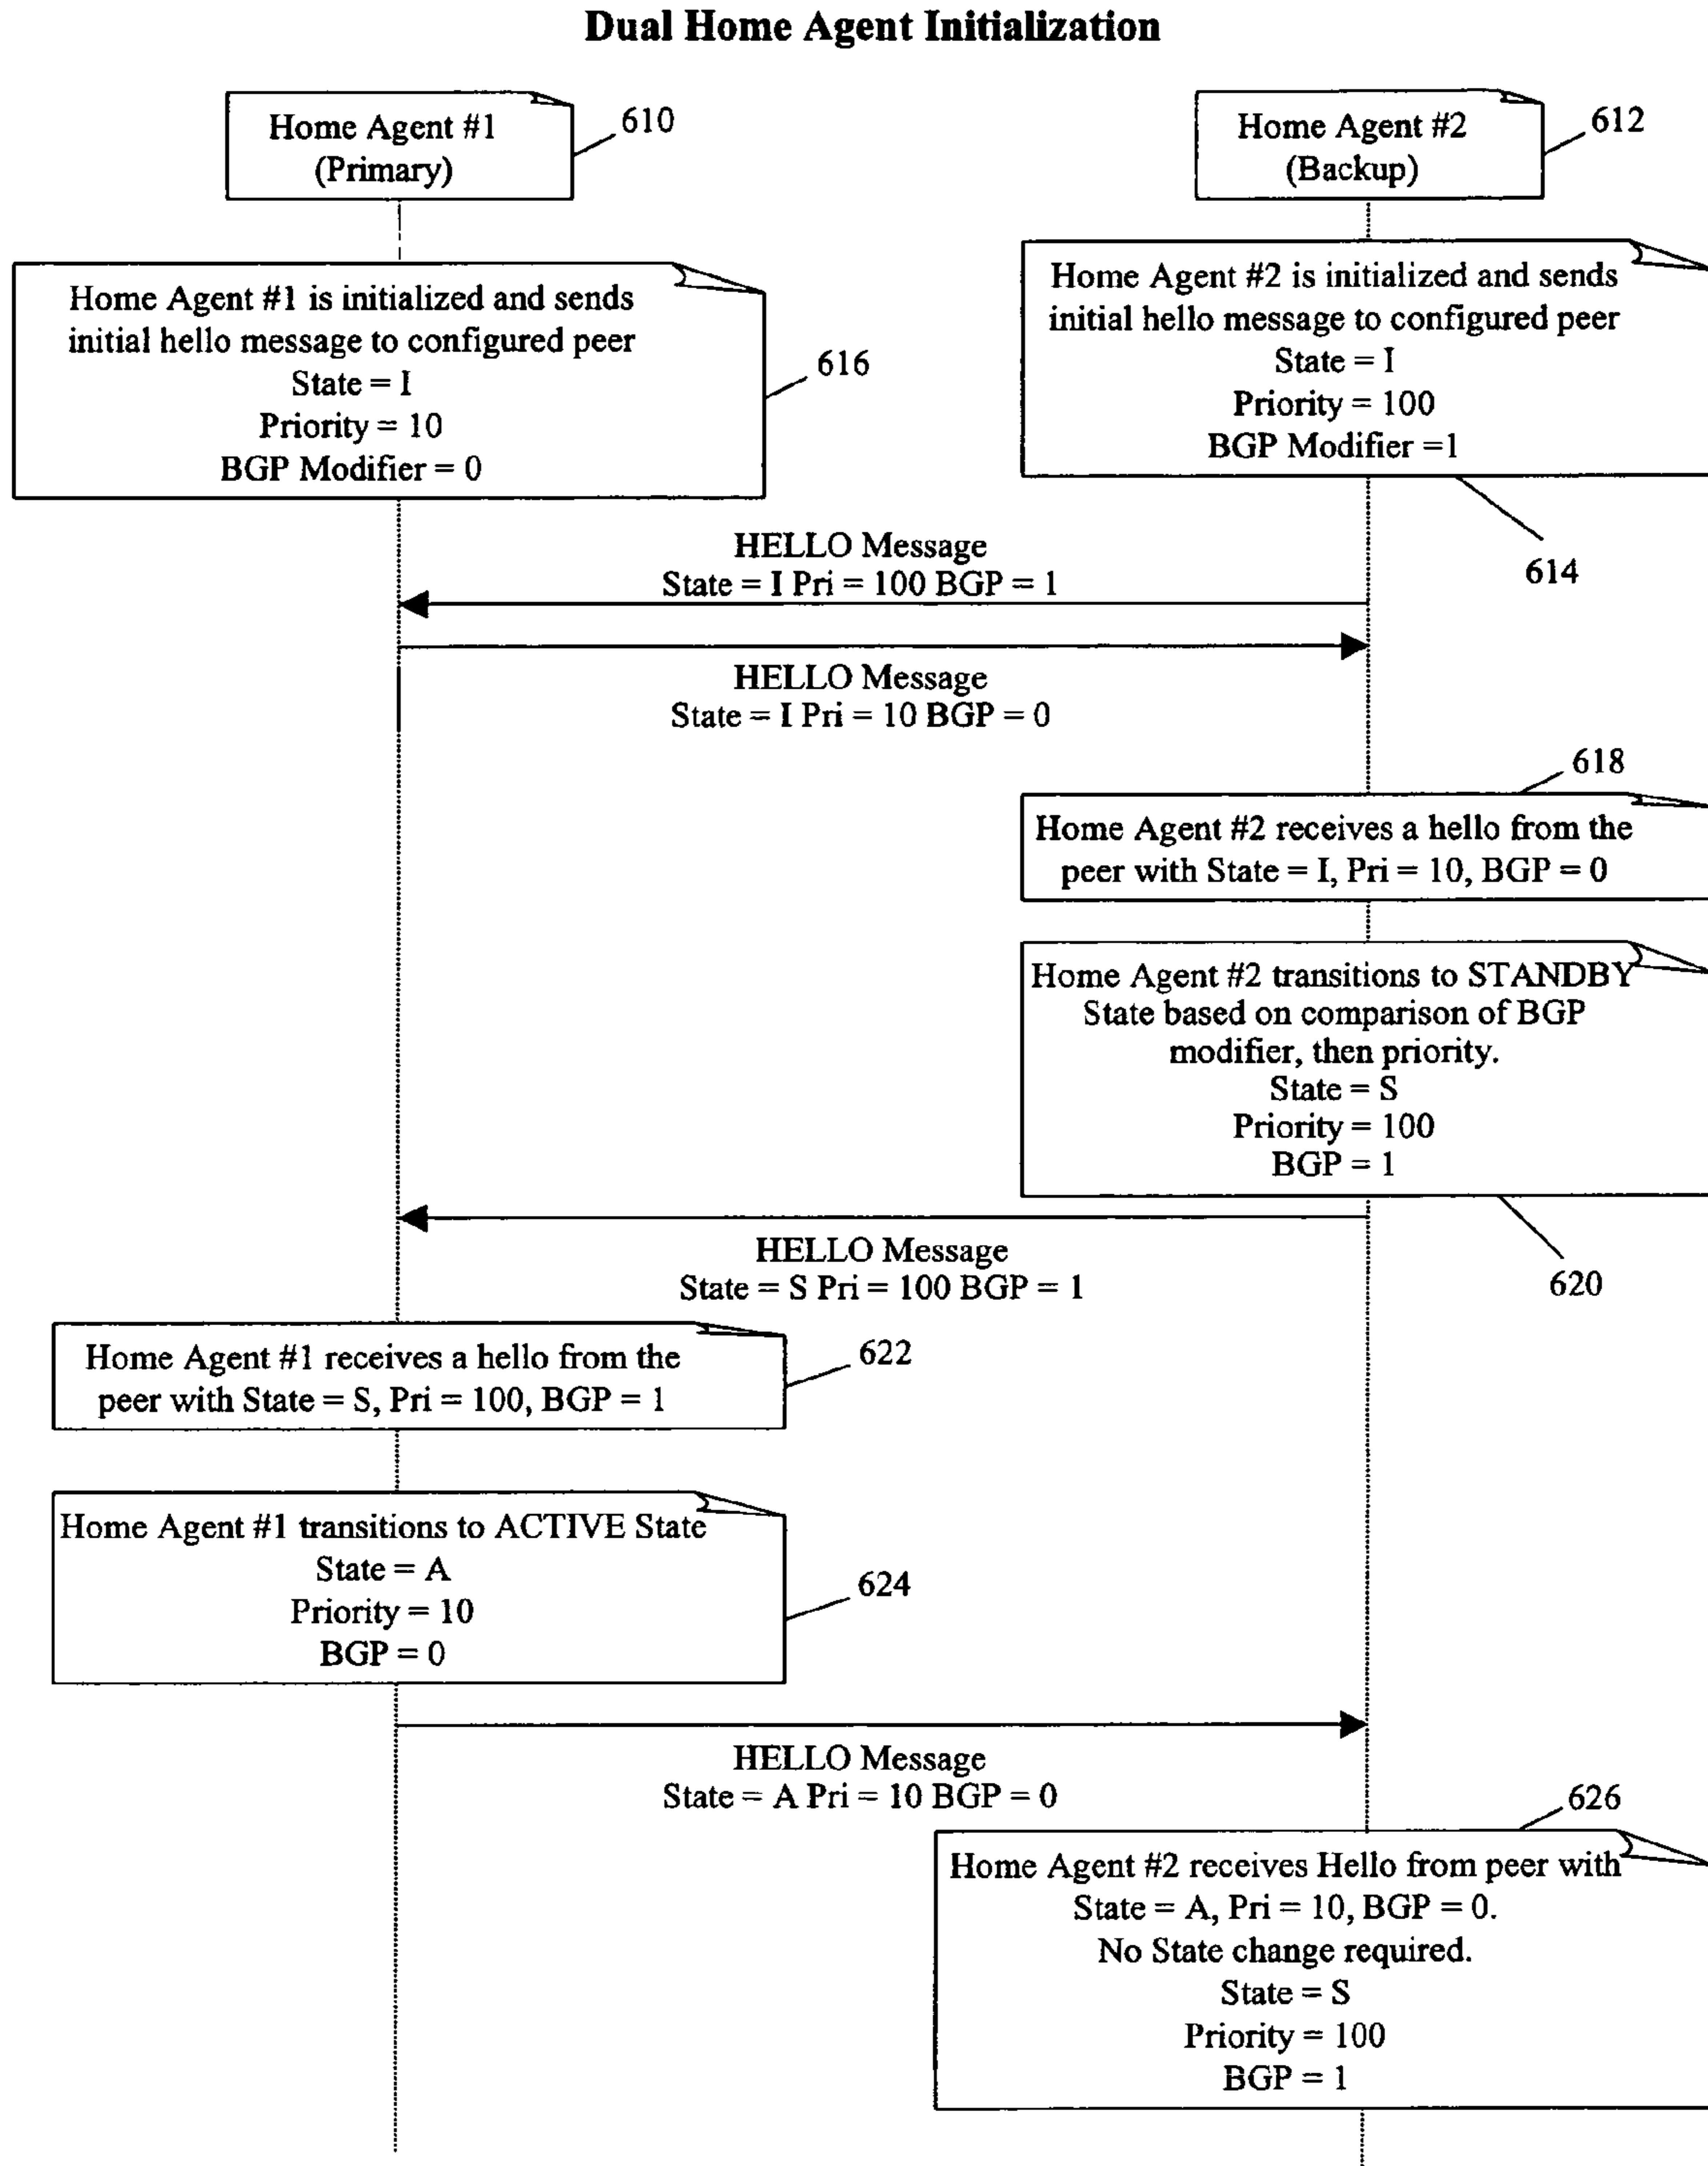 Dual Home Agent Initialization
Home Agent #1
(Primary)
610
Home Agent #2
(Backup)
612
Home Agent #1 is initialized and sends
initial hello message to configured peer
State = I
Priority = 10
BGP Modifier = 0
616
Home Agent #2 is initialized and sends
initial hello message to configured peer
State = I
Priority = 100
BGP Modifier =1
614
HELLO Message
State = I Pri = 100 BGP = 1
HELLO Message
State = I Pri = 10 BGP = 0
618
Home Agent #2 receives a hello from the
peer with State = I, Pri = 10, BGP = 0
Home Agent #2 transitions to STANDBY
State based on comparison of BGP
modifier, then priority.
State = S
Priority = 100
BGP = 1
620
HELLO Message
State = S Pri = 100 BGP = 1
Home Agent #1 receives a hello from the
peer with State = S, Pri = 100, BGP = 1
622
Home Agent #1 transitions to ACTIVE State
State = A
Priority = 10
BGP = 0
624
HELLO Message
State = A Pri = 10 BGP = 0
626
Home Agent #2 receives Hello from peer with
State = A, Pri = 10, BGP = 0.
No State change required.
State = S
Priority = 100
BGP = 1